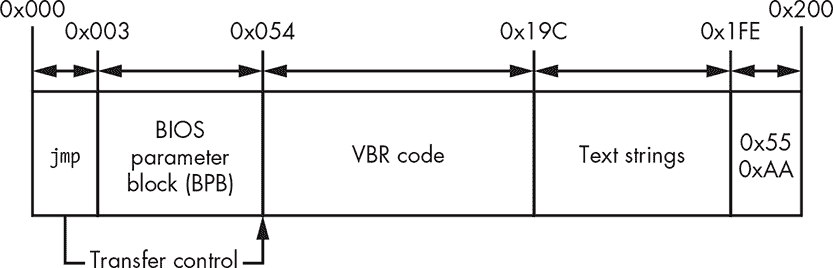 0x000
0x003
0x054
0x19C
0x1FE
0x200
jmp
BIOS
parameter
block (BPB)
VBR code
Text strings
0x55
0xAA
Transfer control